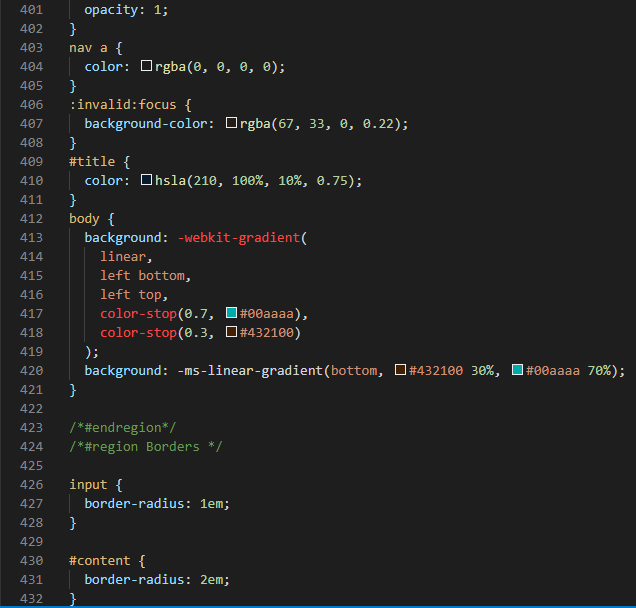 401 opacity: 1;
402 }
403 nav a {
404 color: rgba(0, 0, 0, 0);
405 }
406 :invalid:focus {
407 background-color: rgba(67, 33, 0, 0.22);
408 }
409 #title {
410 color: hsla(210, 100%, 10%, 0.75);
411 }
412 body {
413 background: -webkit-gradient(
414 linear,
415 left bottom,
416 left top,
417 color-stop(0.7, #00aaaa),
418 color-stop(0.3, #432100)
419 );
420 background: -ms-linear-gradient(bottom, #432100 30%, #00aaaa 70%);
421 }
422
423 /*#endregion*/
424 /*#region Borders */
425
426 input {
427 border-radius: 1em;
428 }
429
430 #content {
431 border-radius: 2em;
432 }